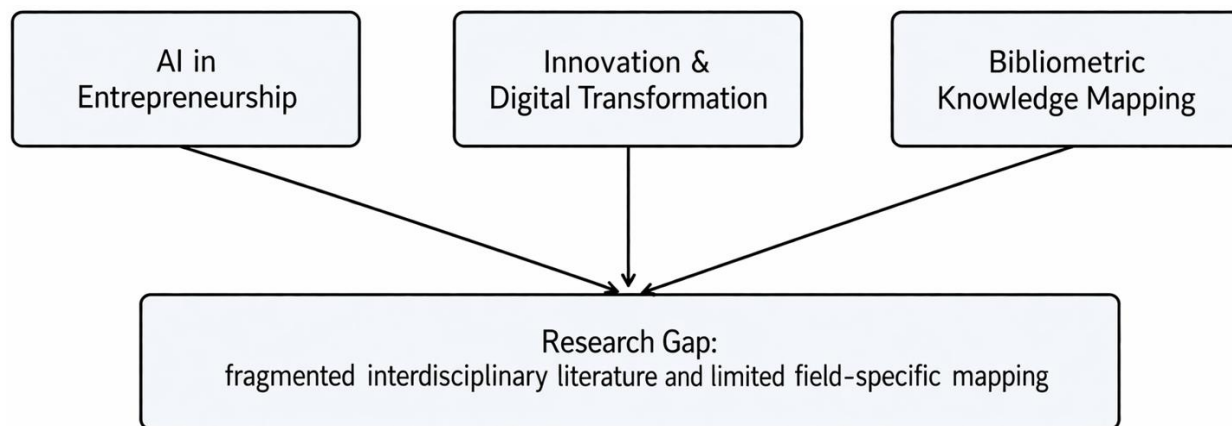 AI in
Entrepreneurship
Innovation &
Digital Transformation
Bibliometric
Knowledge Mapping
Research Gap:
fragmented interdisciplinary literature and limited field-specific mapping